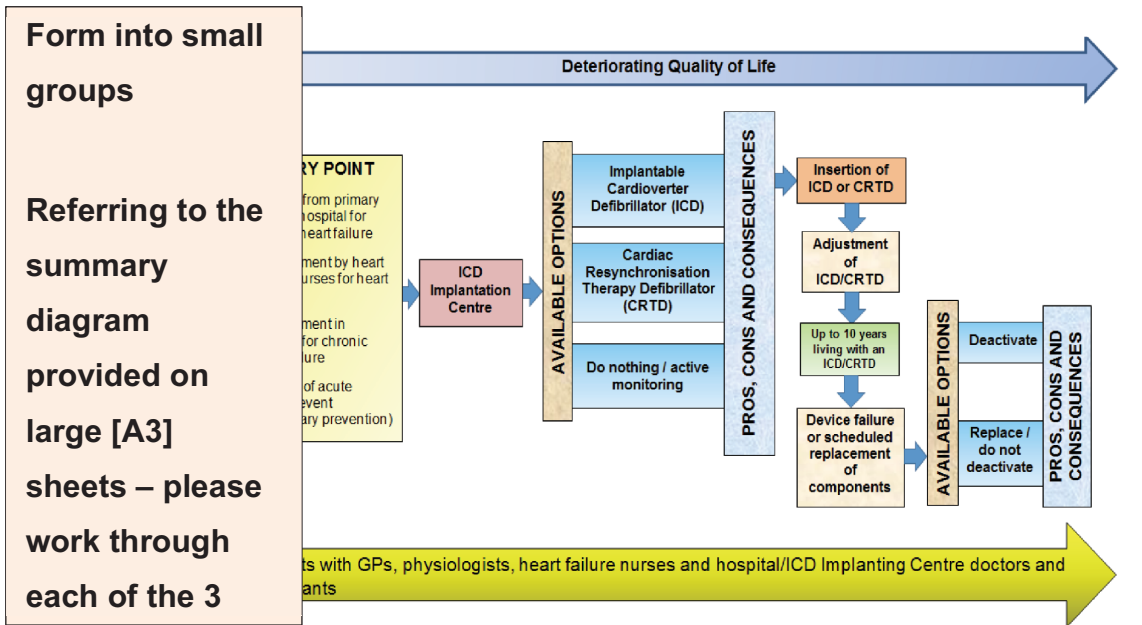 Form into small
groups
Referring to the
summary
diagram
provided on
large [A3]
sheets – please
work through
each of the 3
Deteriorating Quality of Life
RY POINT
from primary
hospital for
heart failure
ment by heart
urses for heart
ment in
for chronic
lure
of acute
vent
ary prevention)
ICD
Implantation
Centre
AVAILABLE OPTIONS
Implantable
Cardioverter
Defibrillator (ICD)
Cardiac
Resynchronisation
Therapy Defibrillator
(CRTD)
Do nothing / active
monitoring
PROS, CONS AND CONSEQUENCES
Insertion of
ICD or CRTD
Adjustment
of
ICD/CRTD
Up to 10 years
living with an
ICD/CRTD
Device failure
or scheduled
replacement
of
components
AVAILABLE OPTIONS
Deactivate
Replace /
do not
deactivate
PROS, CONS AND
CONSEQUENCES
ts with GPs, physiologists, heart failure nurses and hospital/ICD Implanting Centre doctors and
ants